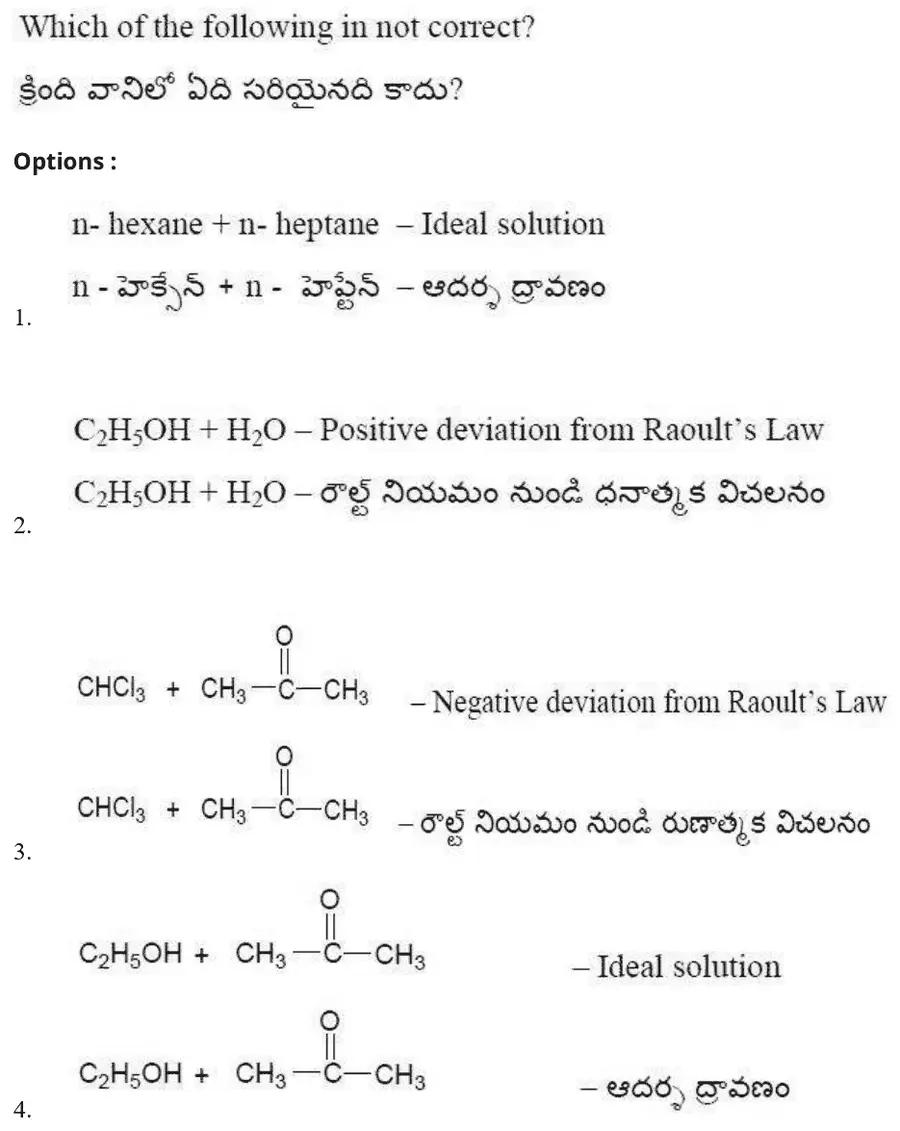 Which of the following in not correct?
క్రింది వానిలో ఏది సరియైనది కాదు?
Options :
n- hexane + n- heptane – Ideal solution
n - హెక్సేన్ + n - హెప్టేన్ – ఆదర్శ ద్రావణం
1.
C₂H₅OH + H₂O – Positive deviation from Raoult’s Law
C₂H₅OH + H₂O – రౌల్ట్ నియమం నుండి ధనాత్మక విచలనం
2.
O
CHCl₃ + CH₃—C—CH₃ – Negative deviation from Raoult’s Law
O
CHCl₃ + CH₃—C—CH₃ – రౌల్ట్ నియమం నుండి రుణాత్మక విచలనం
3.
O
C₂H₅OH + CH₃—C—CH₃ – Ideal solution
O
C₂H₅OH + CH₃—C—CH₃ – ఆదర్శ ద్రావణం
4.